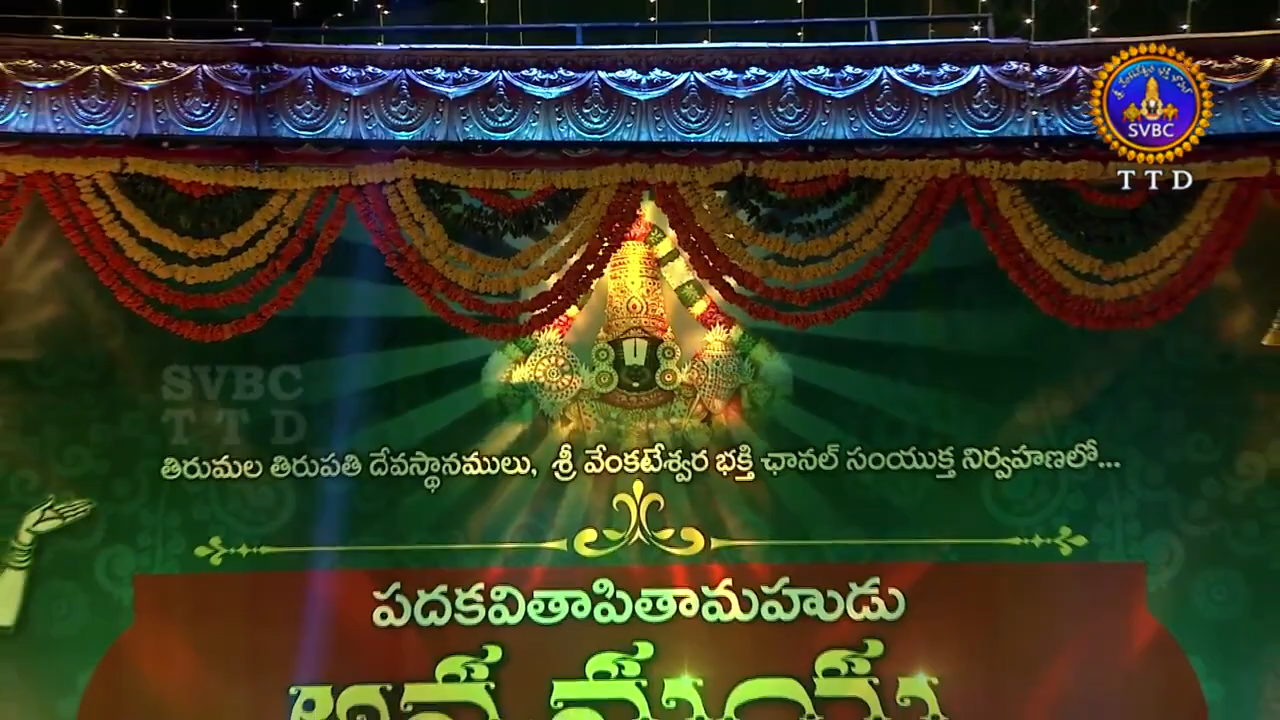 SVBC
TTD
SVBC
TTD
తిరుమల తిరుపతి దేవస్థానములు, శ్రీ వేంకటేశ్వర భక్తి ఛానల్ సంయుక్త నిర్వహణలో...
పదకవితాపితామహుడు